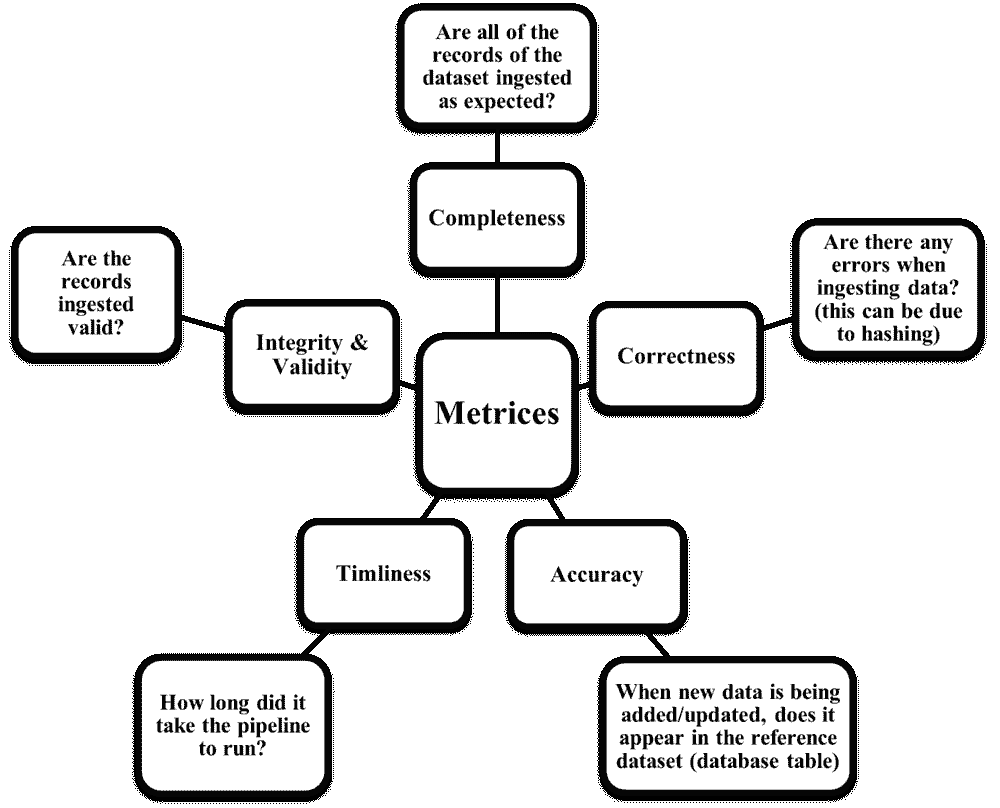 Are all of the
records of the
dataset ingested
as expected?
Completeness
Are the
records
ingested
valid?
Integrity &
Validity
Metrices
Correctness
Are there any
errors when
ingesting data?
(this can be due
to hashing)
Timliness
Accuracy
How long did it
take the pipeline
to run?
When new data is being
added/updated, does it
appear in the reference
dataset (database table)